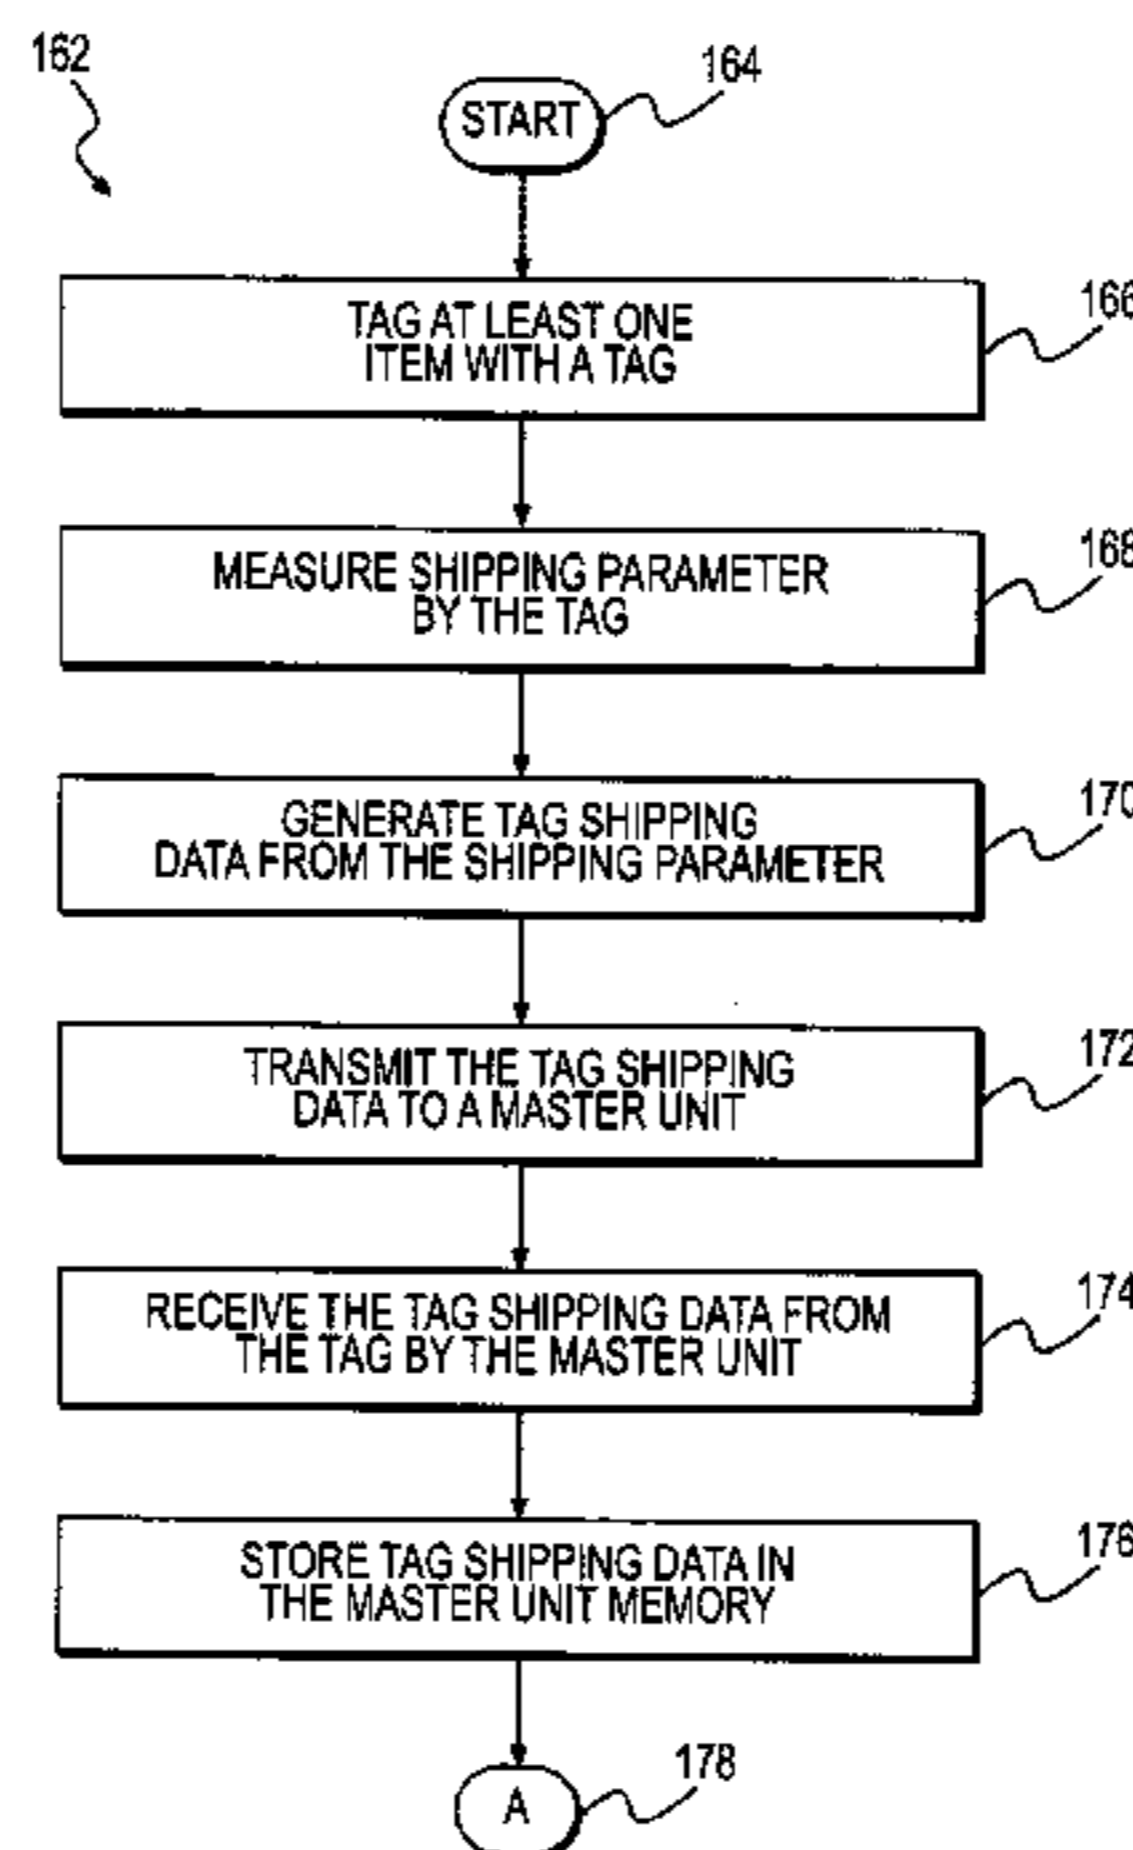 162
START
164
TAG AT LEAST ONE
ITEM WITH A TAG
166
MEASURE SHIPPING PARAMETER
BY THE TAG
168
GENERATE TAG SHIPPING
DATA FROM THE SHIPPING PARAMETER
170
TRANSMIT THE TAG SHIPPING
DATA TO A MASTER UNIT
172
RECEIVE THE TAG SHIPPING DATA FROM
THE TAG BY THE MASTER UNIT
174
STORE TAG SHIPPING DATA IN
THE MASTER UNIT MEMORY
176
A
178